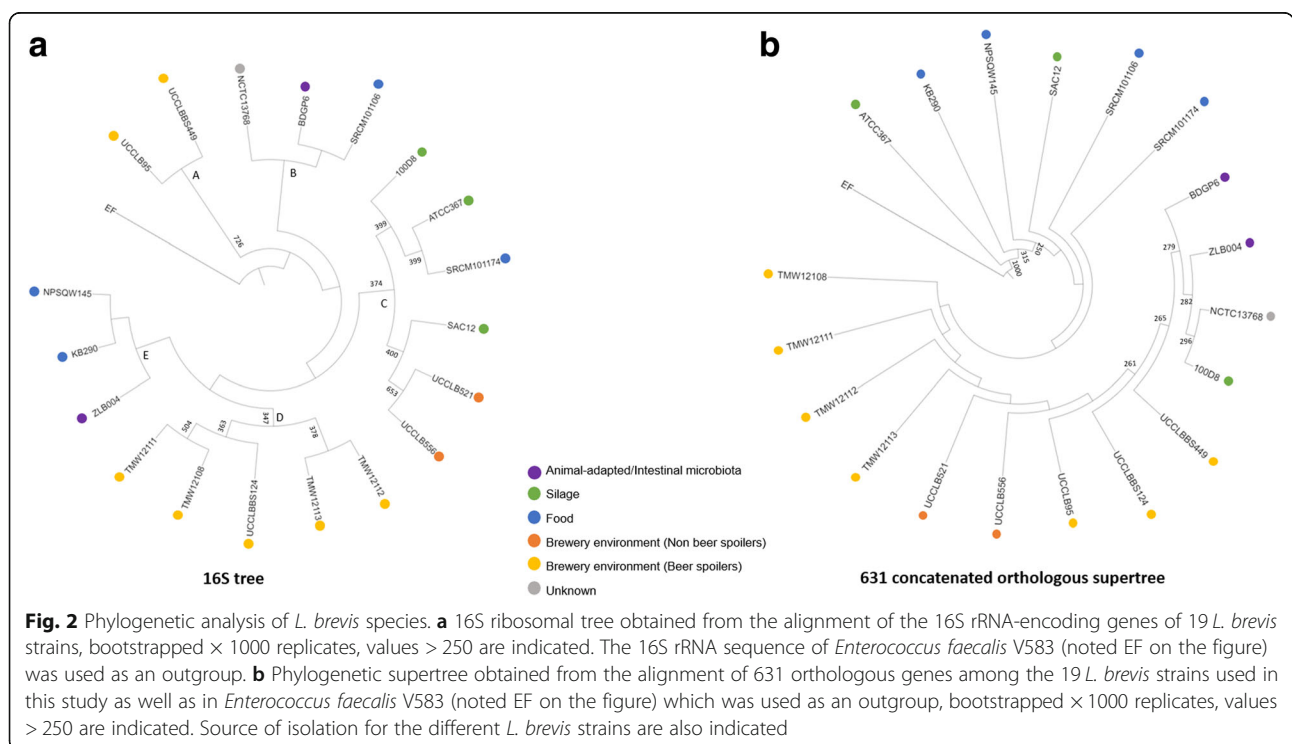 a
b
UCCLBBS449
UCCLB95
NCTC13768
BDGP6
SRCM101106
100D8
ATCC367
SRCM101174
SAC12
UCCLB521
UCCLB556
TMW12112
TMW12113
UCCLBBS124
TMW12108
TMW12111
ZLB004
KB290
NPSQW145
EF
A
B
C
D
E
726
399
399
374
400
653
347
378
363
504
16S tree
Animal-adapted/Intestinal microbiota
Silage
Food
Brewery environment (Non beer spoilers)
Brewery environment (Beer spoilers)
Unknown
EF
ATCC367
KB290
NPSQW145
SAC12
SRCM101106
SRCM101174
BDGP6
ZLB004
NCTC13768
100D8
UCCLBBS449
UCCLBBS124
UCCLB95
UCCLB556
UCCLB521
TMW12113
TMW12112
TMW12111
TMW12108
1000
315
250
279
282
296
265
261
631 concatenated orthologous supertree
Fig. 2 Phylogenetic analysis of L. brevis species. a 16S ribosomal tree obtained from the alignment of the 16S rRNA-encoding genes of 19 L. brevis
strains, bootstrapped × 1000 replicates, values > 250 are indicated. The 16S rRNA sequence of Enterococcus faecalis V583 (noted EF on the figure)
was used as an outgroup. b Phylogenetic supertree obtained from the alignment of 631 orthologous genes among the 19 L. brevis strains used in
this study as well as in Enterococcus faecalis V583 (noted EF on the figure) which was used as an outgroup, bootstrapped × 1000 replicates, values
> 250 are indicated. Source of isolation for the different L. brevis strains are also indicated